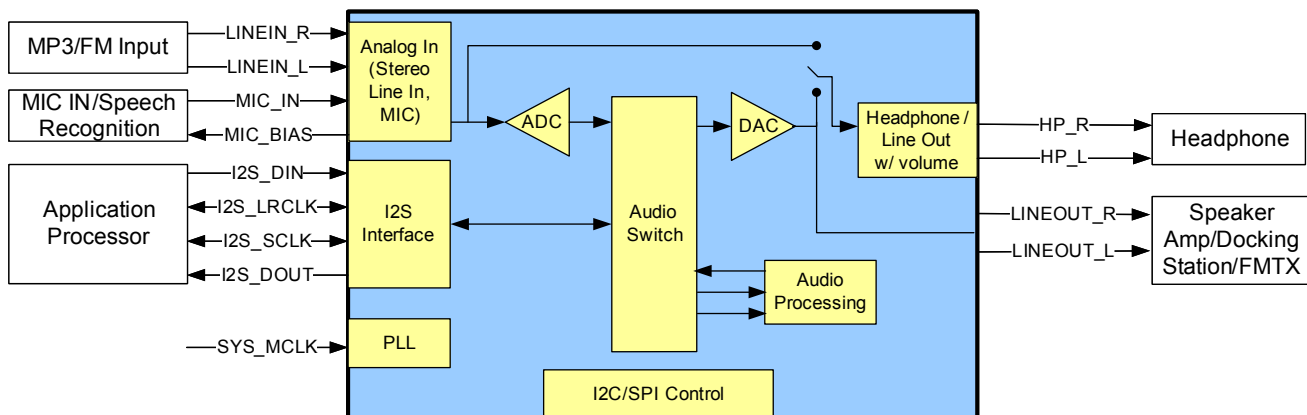 MP3/FM Input
LINEIN_R
LINEIN_L
MIC IN/Speech
Recognition
MIC_IN
MIC_BIAS
Application
Processor
I2S_DIN
I2S_LRCLK
I2S_SCLK
I2S_DOUT
SYS_MCLK
Analog In
(Stereo
Line In,
MIC)
I2S
Interface
PLL
ADC
Audio
Switch
DAC
Audio
Processing
I2C/SPI Control
Headphone /
Line Out
w/ volume
HP_R
HP_L
Headphone
LINEOUT_R
LINEOUT_L
Speaker
Amp/Docking
Station/FMTX